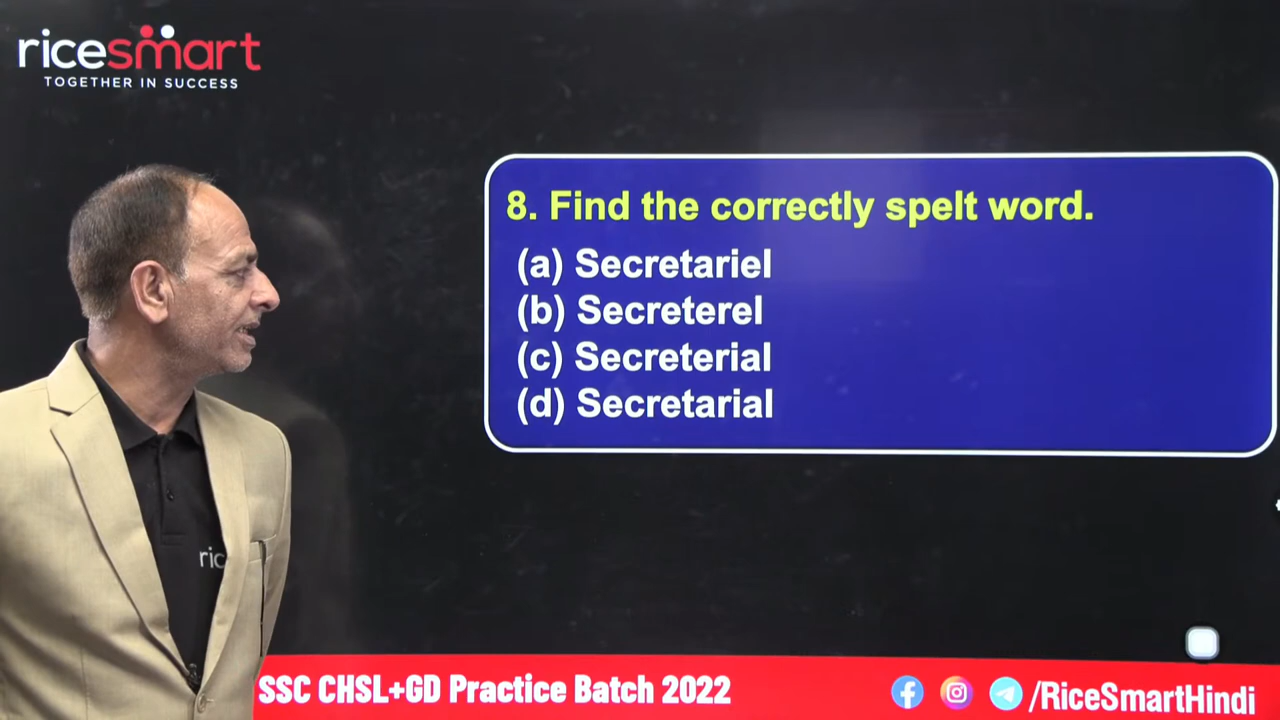 ricesmart
TOGETHER IN SUCCESS
8. Find the correctly spelt word.
(a) Secretariel
(b) Secreterel
(c) Secreterial
(d) Secretarial
ric
SSC CHSL+GD Practice Batch 2022
/RiceSmartHindi